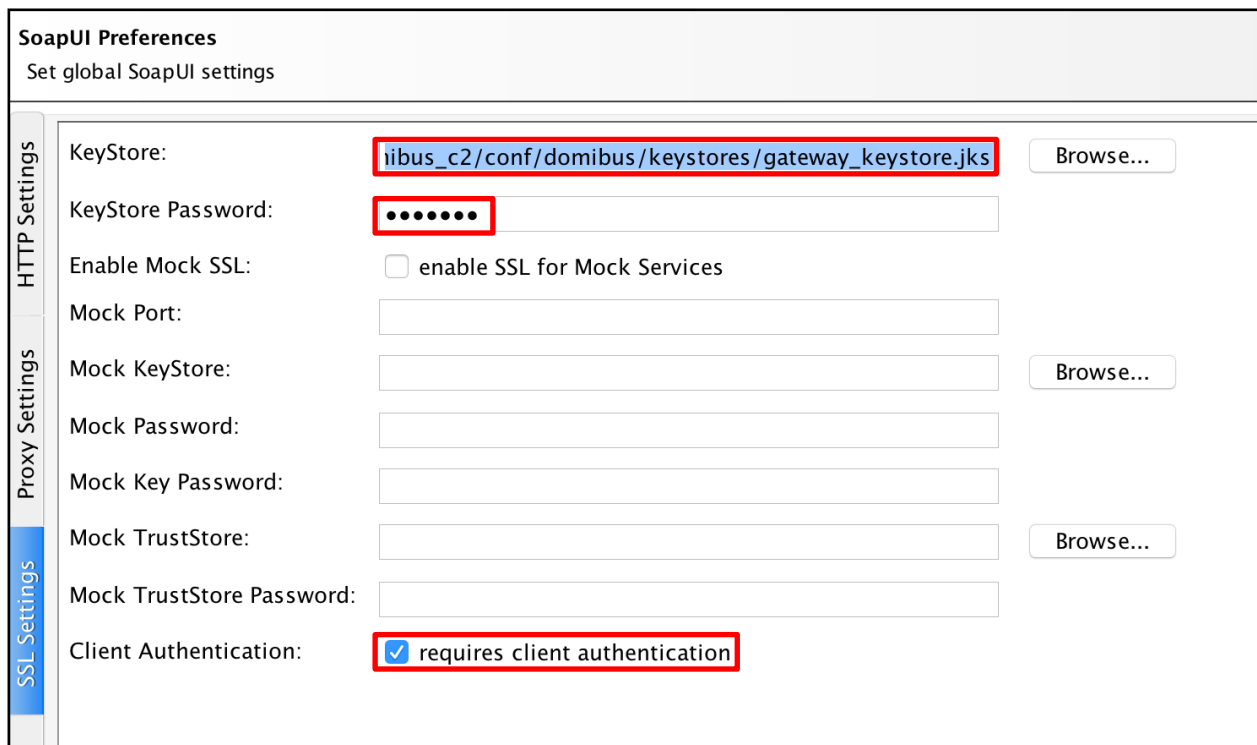 SoapUI Preferences
Set global SoapUI settings
HTTP Settings
Proxy Settings
SSL Settings
KeyStore: nibus_c2/conf/domibus/keystores/gateway_keystore.jks Browse...
KeyStore Password: •••••••
Enable Mock SSL: enable SSL for Mock Services
Mock Port:
Mock KeyStore: Browse...
Mock Password:
Mock Key Password:
Mock TrustStore: Browse...
Mock TrustStore Password:
Client Authentication: requires client authentication